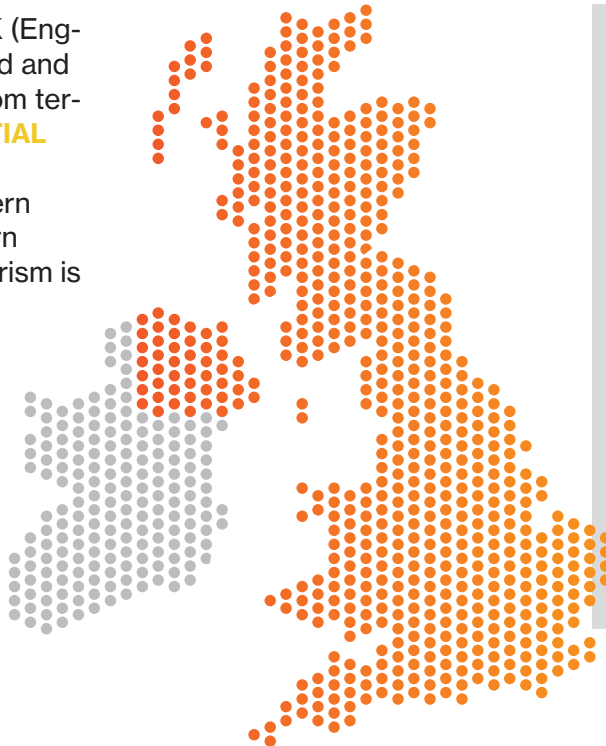 (Eng-
d and
om ter-
TIAL
ern
rn
rism is